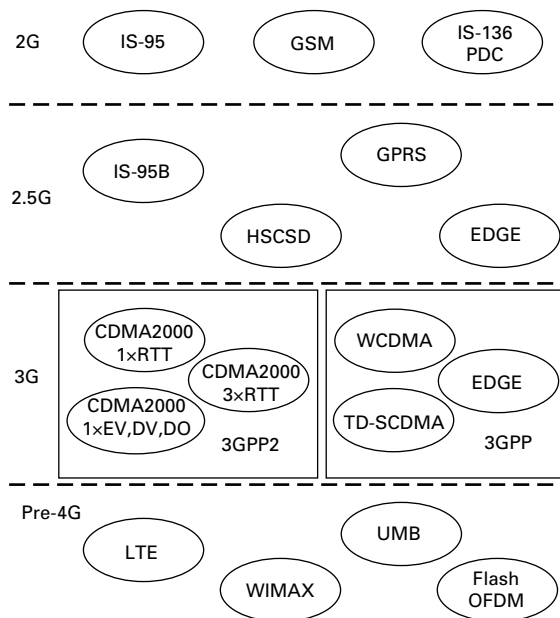 2G
IS-95
GSM
IS-136
PDC
2.5G
IS-95B
GPRS
HSCSD
EDGE
3G
CDMA2000
1×RTT
CDMA2000
3×RTT
CDMA2000
1×EV,DV,DO
3GPP2
WCDMA
EDGE
TD-SCDMA
3GPP
Pre-4G
LTE
UMB
WIMAX
Flash
OFDM